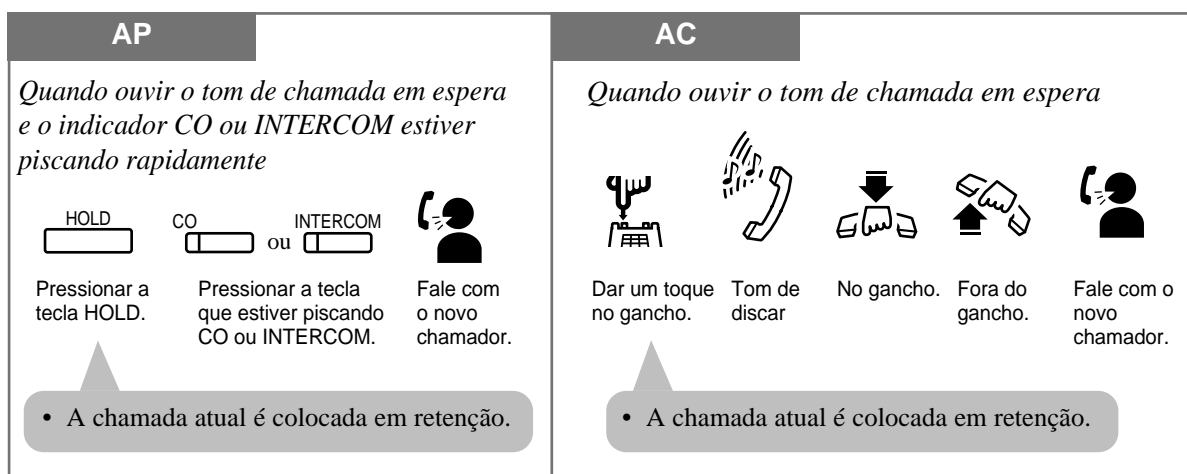 AP
Quando ouvir o tom de chamada em espera
e o indicador CO ou INTERCOM estiver
piscando rapidamente
HOLD
CO
ou
INTERCOM
Pressionar a
tecla HOLD.
Pressionar a tecla
que estiver piscando
CO ou INTERCOM.
Fale com
o novo
chamador.
• A chamada atual é colocada em retenção.
AC
Quando ouvir o tom de chamada em espera
Dar um toque
no gancho.
Tom de
discar
No gancho.
Fora do
gancho.
Fale com o
novo
chamador.
• A chamada atual é colocada em retenção.